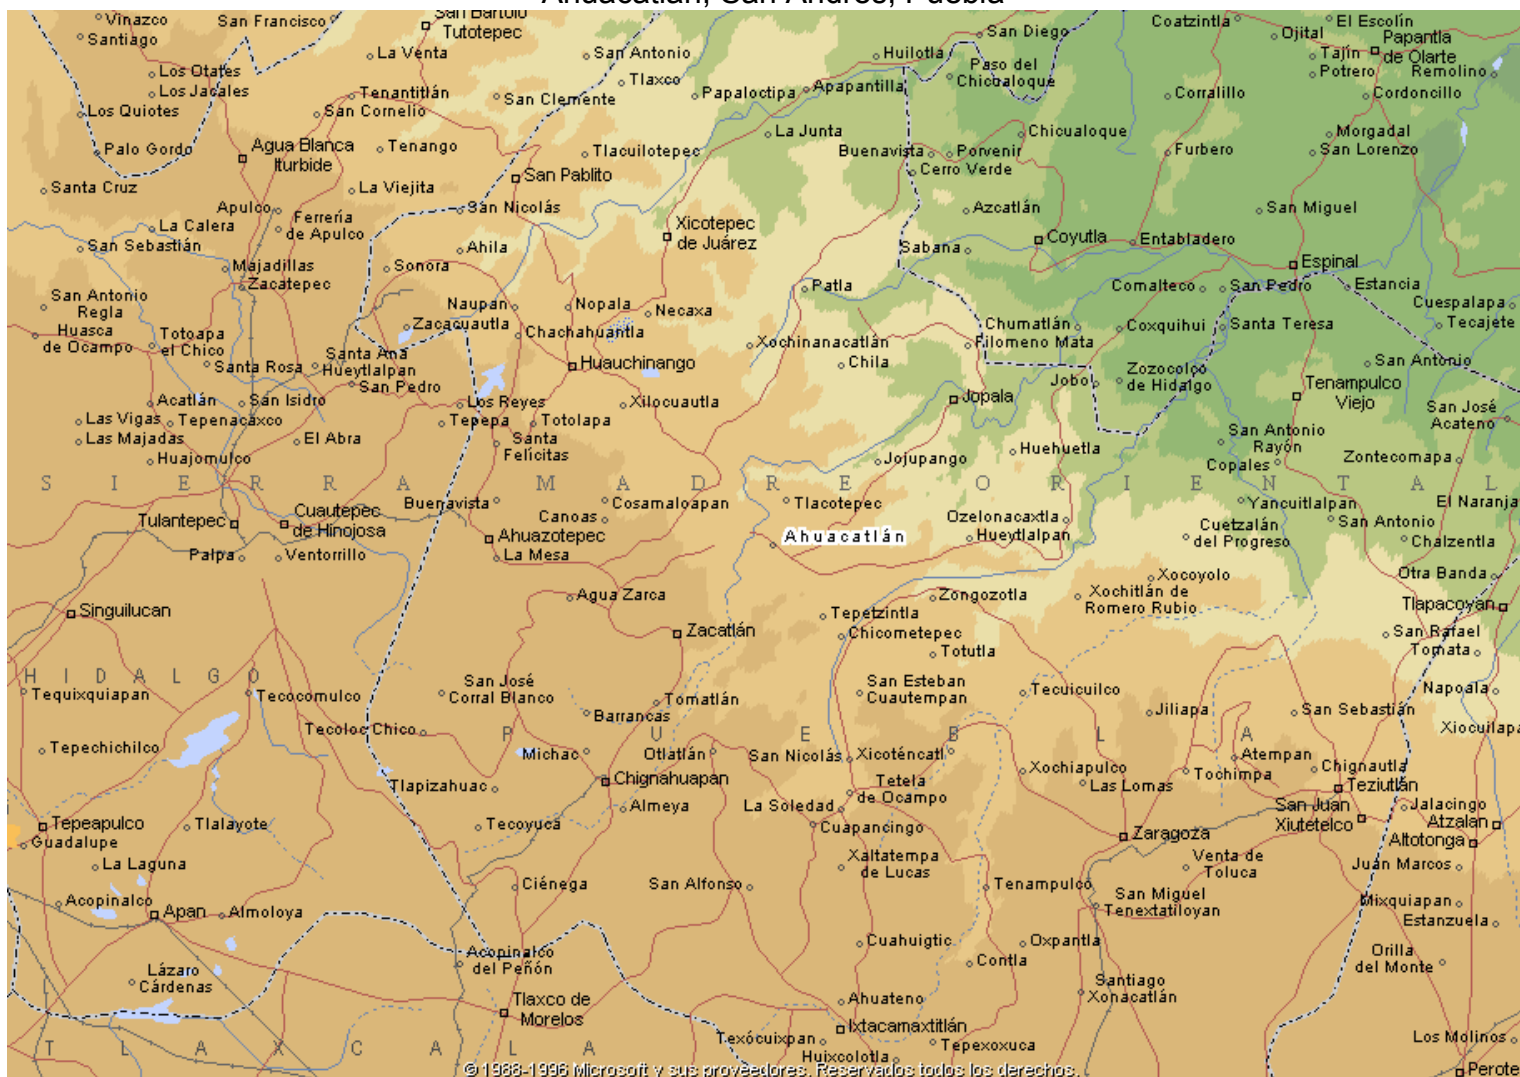 Ahuacatlán, San Andrés, Puebla
Vinazco
San Francisco
San Bartolo
Tutotepec
San Diego
Coatzintla
El Escolín
Santiago
La Venta
San Antonio
Huilotla
Ojital
Papantla
de Olarte
Tajín
Los Otates
Tlaxco
Paso del
Chicualoque
Potrero
Remolino
Los Jacales
Tenantitlán
San Clemente
Papaloctipa
Apapantilla
Corralillo
Cordoncillo
Los Quiotes
San Cornelio
La Junta
Chicualoque
Morgadal
Palo Gordo
Agua Blanca
Iturbide
Tenango
Tlacuilotepec
Buenavista
Porvenir
Furbero
San Lorenzo
Cerro Verde
Santa Cruz
La Viejita
San Pablito
Apulco
Ferrería
de Apulco
San Nicolás
Xicotepec
de Juárez
Azcatlán
San Miguel
La Calera
San Sebastián
Ahila
Sabana
Coyutla
Entabladero
Majadillas
Sonora
Espinal
Zacatepec
Patla
Comalteco
San Pedro
Estancia
San Antonio
Regla
Naupan
Nopala
Necaxa
Cuespalapa
Huasca
de Ocampo
Totoapa
el Chico
Zacacuautla
Chachahuantla
Chumatlán
Coxquihui
Santa Teresa
Tecajete
Xochinanacatlán
Filomeno Mata
Santa Rosa
Santa Ana
Hueytlalpan
Huauchinango
Chila
Zozocolco
de Hidalgo
San Antonio
San Pedro
Jobo
Tenampulco
Viejo
Acatlán
San Isidro
Los Reyes
Xilocuautla
Jopala
San José
Acateno
Las Vigas
Tepenacaxco
Tepepa
Totolapa
Las Majadas
El Abra
Santa
Felícitas
Huehuetla
San Antonio
Rayón
Huajomulco
Jojupango
Copales
Zontecomapa
SIERRA MADRE ORIENTAL
Buenavista
Cosamaloapan
Tlacotepec
Yancuitlalpan
El Naranja
Tulantepec
Cuautepec
de Hinojosa
Canoas
Ozelonacaxtla
Cuetzalán
del Progreso
San Antonio
Ahuazotepec
Ahuacatlán
Hueytlalpan
Chalzentla
Palpa
Ventorrillo
La Mesa
Xocoyolo
Otra Banda
Singuilucan
Agua Zarca
Zongozotla
Xochitlán de
Romero Rubio
Tlapacoyan
Tepetzintla
Zacatlán
Chicometepec
San Rafael
Totutla
Tomata
HIDALGO
Tequixquiapan
Tecocomulco
San José
Corral Blanco
Tomatlán
San Esteban
Cuautempan
Tecuicuilco
Napoala
Barrancas
Jiliapa
San Sebastián
Tecoloc Chico
PUEBLA
Xiocuilapa
Tepechichilco
Michac
Otlatlán
San Nicolás
Xicoténcatl
Atempan
Tlapizahuac
Chignahuapan
Tetela
de Ocampo
Xochiapulco
Tochimpa
Chignautla
Las Lomas
Teziutlán
Almeya
La Soledad
San Juan
Xiutetelco
Jalacingo
Tepeapulco
Tlalayote
Tecoyuca
Cuapancingo
Zaragoza
Atzalan
Guadalupe
Altotonga
La Laguna
Xaltatempa
de Lucas
Venta de
Toluca
Juan Marcos
Ciénega
San Alfonso
Tenampulco
San Miguel
Tenextatiloyan
Acopinalco
Apan
Almoloya
Mixquiapan
Estanzuela
Cuahuigtic
Oxpantla
Acopinalco
del Peñón
Contla
Orilla
del Monte
Lázaro
Cárdenas
Santiago
Xonacatlán
Tlaxco de
Morelos
Ahuateno
Ixtacamaxtitlán
Texócuixpan
Tepexoxuca
Los Molinos
TLAXCALA
Huixcolotla
Perote
© 1988-1996 Microsoft y sus proveedores. Reservados todos los derechos.